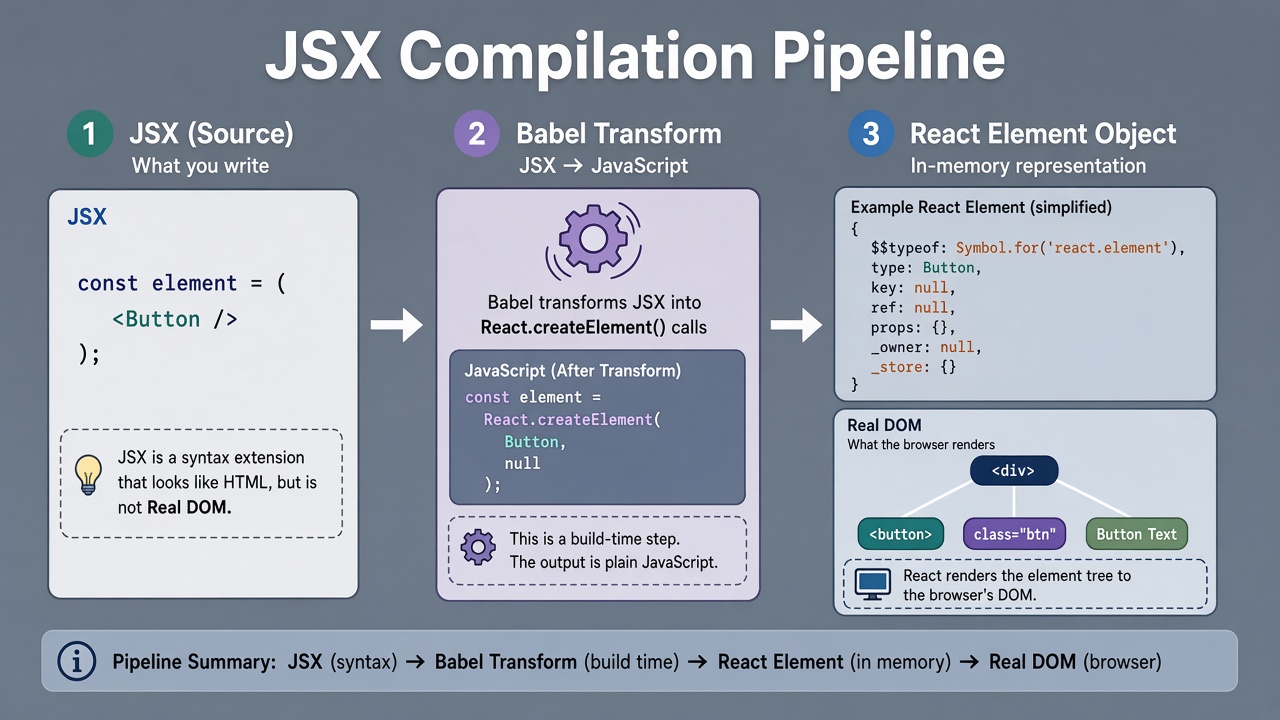 JSX Compilation Pipeline
1 JSX (Source)
What you write
JSX
const element = (
<Button />
);
JSX is a syntax extension
that looks like HTML, but is
not Real DOM.
2 Babel Transform
JSX → JavaScript
Babel transforms JSX into
React.createElement() calls
JavaScript (After Transform)
const element =
React.createElement(
Button,
null
);
This is a build-time step.
The output is plain JavaScript.
3 React Element Object
In-memory representation
Example React Element (simplified)
{
$$typeof: Symbol.for('react.element'),
type: Button,
key: null,
ref: null,
props: {},
_owner: null,
_store: {}
}
Real DOM
What the browser renders
<div>
<button> class="btn" Button Text
React renders the element tree to
the browser's DOM.
Pipeline Summary: JSX (syntax) → Babel Transform (build time) → React Element (in memory) → Real DOM (browser)